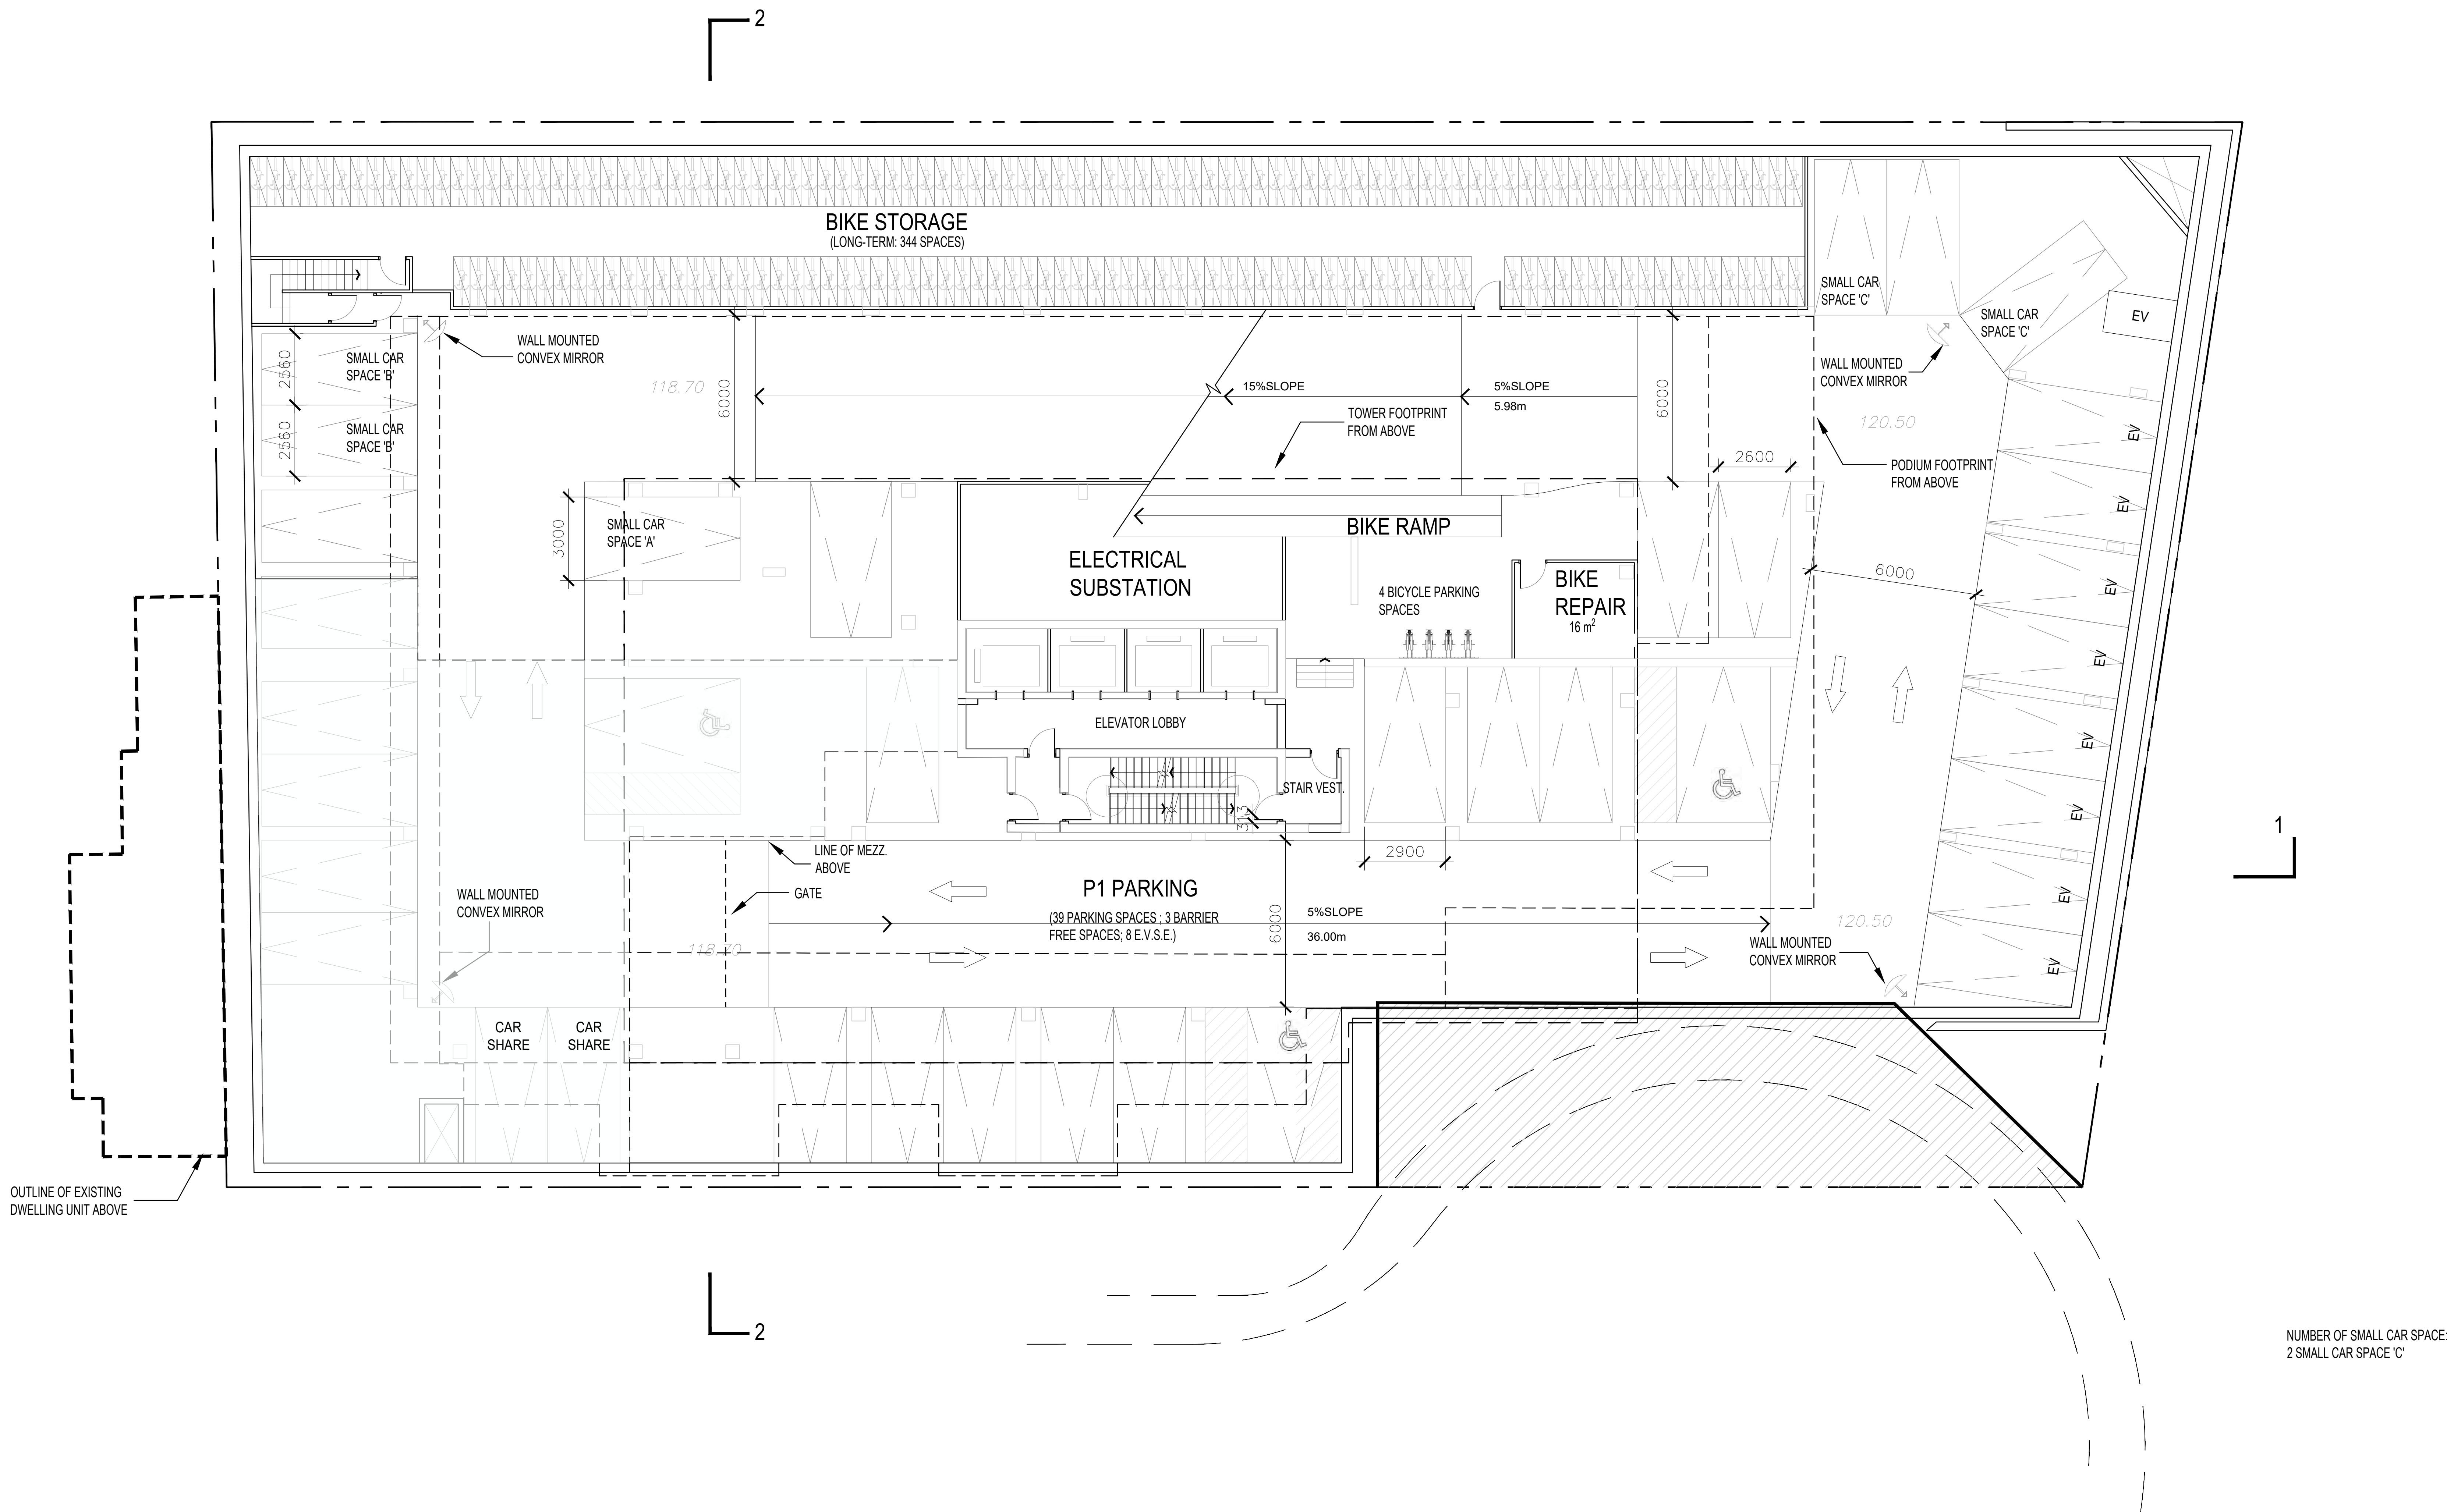 2
BIKE STORAGE
(LONG-TERM: 344 SPACES)
SMALL CAR
SPACE 'C'
SMALL CAR
SPACE 'C'
EV
WALL MOUNTED
CONVEX MIRROR
SMALL CAR
SPACE 'B'
2560
118.70
6000
15%SLOPE
5%SLOPE
5.98m
6000
WALL MOUNTED
CONVEX MIRROR
TOWER FOOTPRINT
FROM ABOVE
120.50
SMALL CAR
SPACE 'B'
2560
EV
2600
PODIUM FOOTPRINT
FROM ABOVE
EV
3000
SMALL CAR
SPACE 'A'
BIKE RAMP
ELECTRICAL
SUBSTATION
BIKE
REPAIR
16 m²
4 BICYCLE PARKING
SPACES
6000
EV
EV
ELEVATOR LOBBY
EV
STAIR VEST.
313
EV
LINE OF MEZZ.
ABOVE
2900
GATE
EV
WALL MOUNTED
CONVEX MIRROR
P1 PARKING
(39 PARKING SPACES ; 3 BARRIER
FREE SPACES; 8 E.V.S.E.)
6000
5%SLOPE
36.00m
118.70
120.50
WALL MOUNTED
CONVEX MIRROR
EV
1
CAR
SHARE
CAR
SHARE
OUTLINE OF EXISTING
DWELLING UNIT ABOVE
2
NUMBER OF SMALL CAR SPACE:
2 SMALL CAR SPACE 'C'